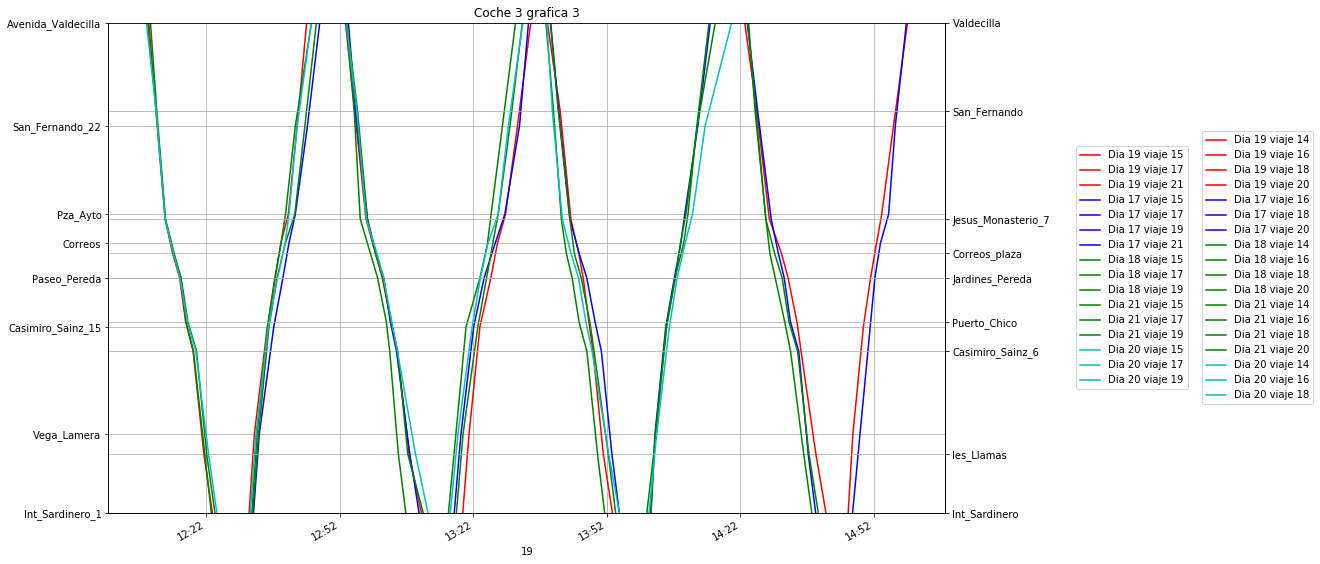 Coche 3 grafica 3
Avenida_Valdecilla
San_Fernando_22
Pza_Ayto
Correos
Paseo_Pereda
Casimiro_Sainz_15
Vega_Lamera
Int_Sardinero_1
Valdecilla
San_Fernando
Jesus_Monasterio_7
Correos_plaza
Jardines_Pereda
Puerto_Chico
Casimiro_Sainz_6
Ies_Llamas
Int_Sardinero
12:22
12:52
13:22
13:52
14:22
14:52
19
Dia 19 viaje 15
Dia 19 viaje 17
Dia 19 viaje 21
Dia 17 viaje 15
Dia 17 viaje 17
Dia 17 viaje 19
Dia 17 viaje 21
Dia 18 viaje 15
Dia 18 viaje 17
Dia 18 viaje 19
Dia 21 viaje 15
Dia 21 viaje 17
Dia 21 viaje 19
Dia 20 viaje 15
Dia 20 viaje 17
Dia 20 viaje 19
Dia 19 viaje 14
Dia 19 viaje 16
Dia 19 viaje 18
Dia 19 viaje 20
Dia 17 viaje 16
Dia 17 viaje 18
Dia 17 viaje 20
Dia 18 viaje 14
Dia 18 viaje 16
Dia 18 viaje 18
Dia 18 viaje 20
Dia 21 viaje 14
Dia 21 viaje 16
Dia 21 viaje 18
Dia 21 viaje 20
Dia 20 viaje 14
Dia 20 viaje 16
Dia 20 viaje 18